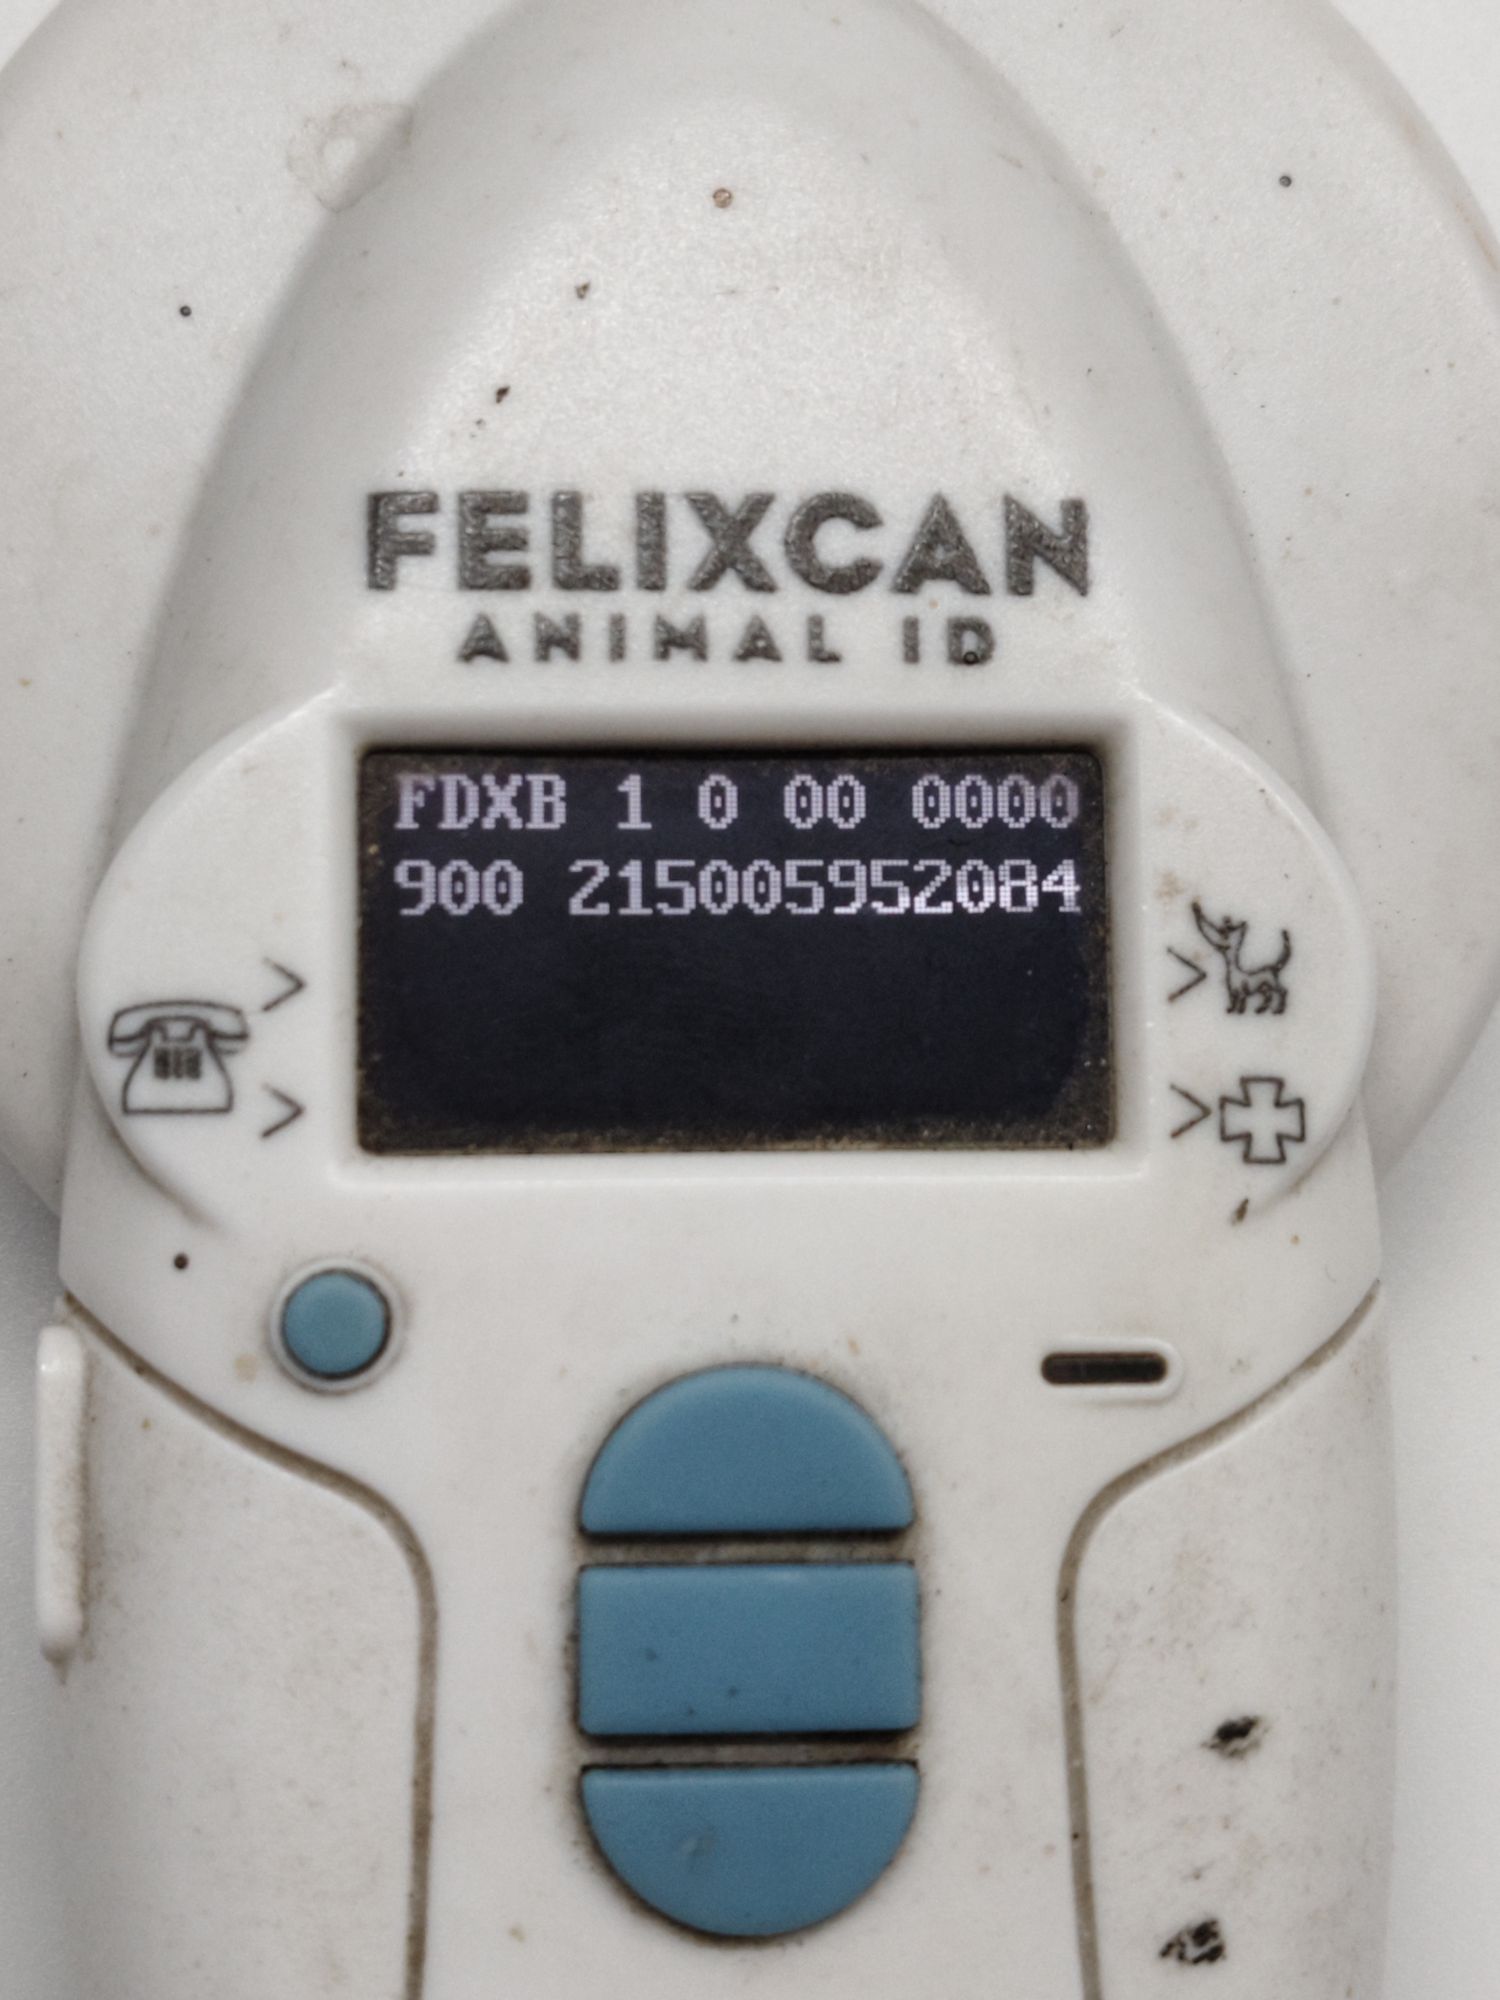 FELIXCAN
ANIMAL ID
FDXB 1 0 00 0000
900 215005952084